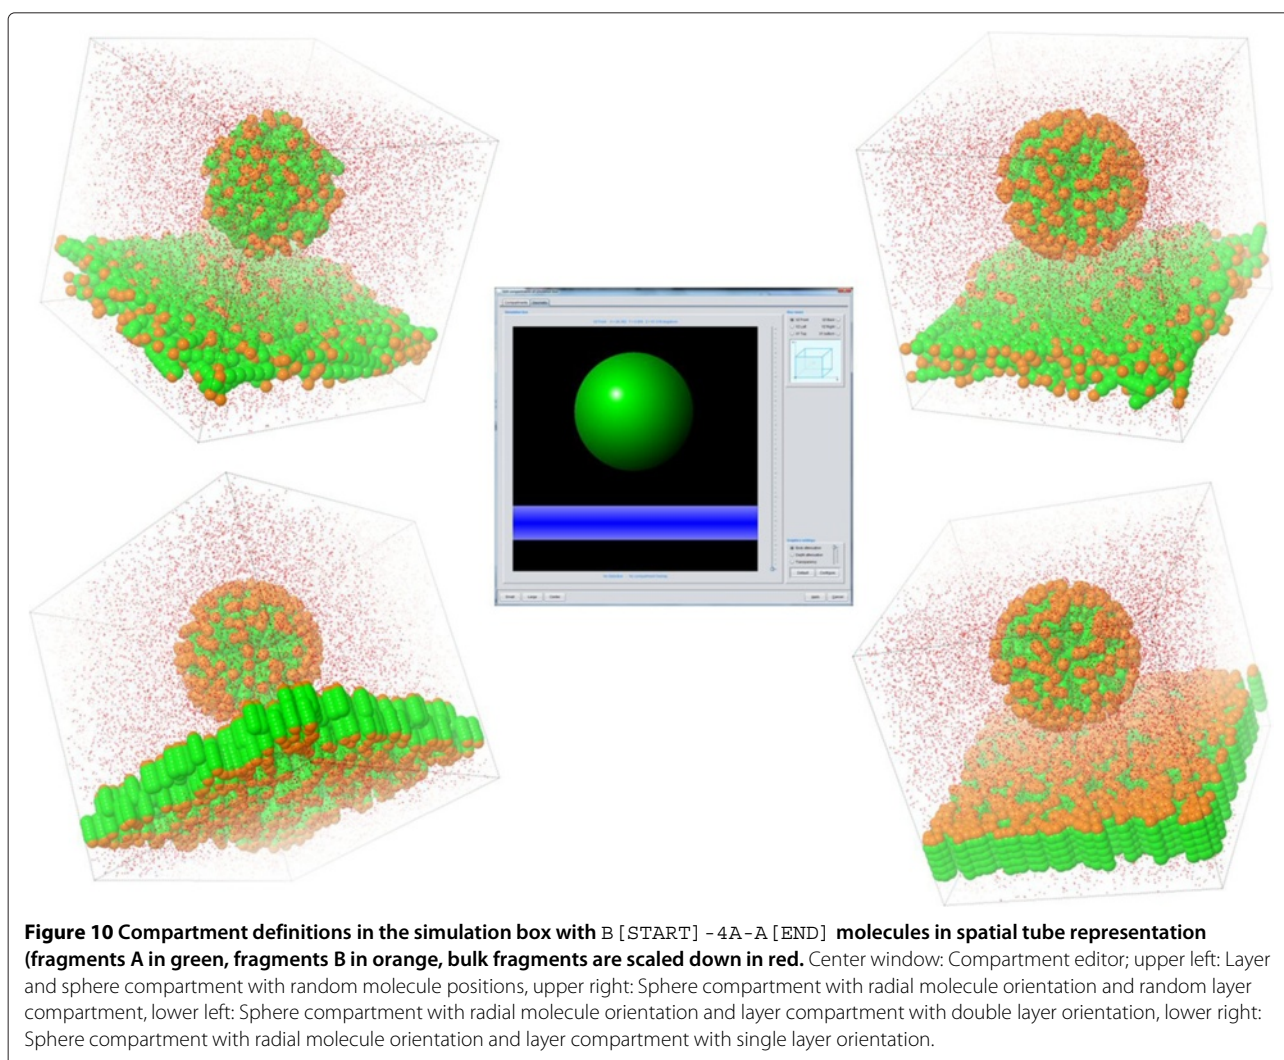 Figure 10 Compartment definitions in the simulation box with B[START]-4A-A[END] molecules in spatial tube representation
(fragments A in green, fragments B in orange, bulk fragments are scaled down in red. Center window: Compartment editor; upper left: Layer
and sphere compartment with random molecule positions, upper right: Sphere compartment with radial molecule orientation and random layer
compartment, lower left: Sphere compartment with radial molecule orientation and layer compartment with double layer orientation, lower right:
Sphere compartment with radial molecule orientation and layer compartment with single layer orientation.